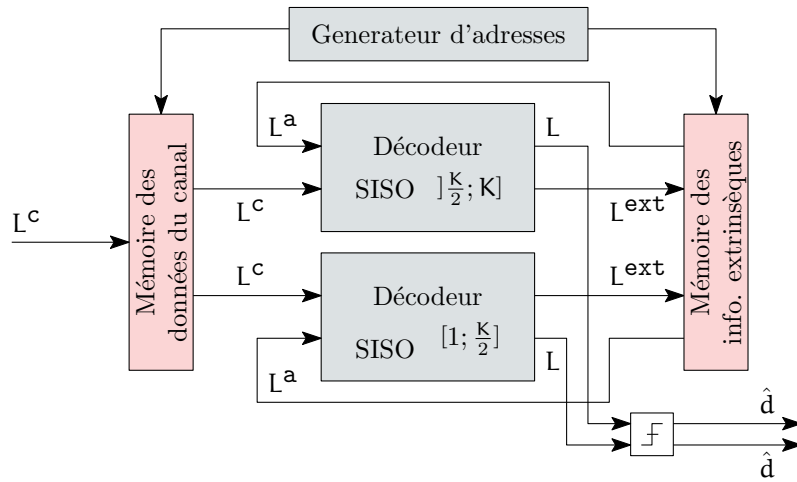 Generateur d'adresses
L^a
Décodeur
SISO ]K/2; K]
L
L^c
L^ext
L^c
Mémoire des
données du canal
Mémoire des
info. extrinsèques
L^c
Décodeur
SISO [1; K/2]
L^ext
L
L^a
d̂
d̂